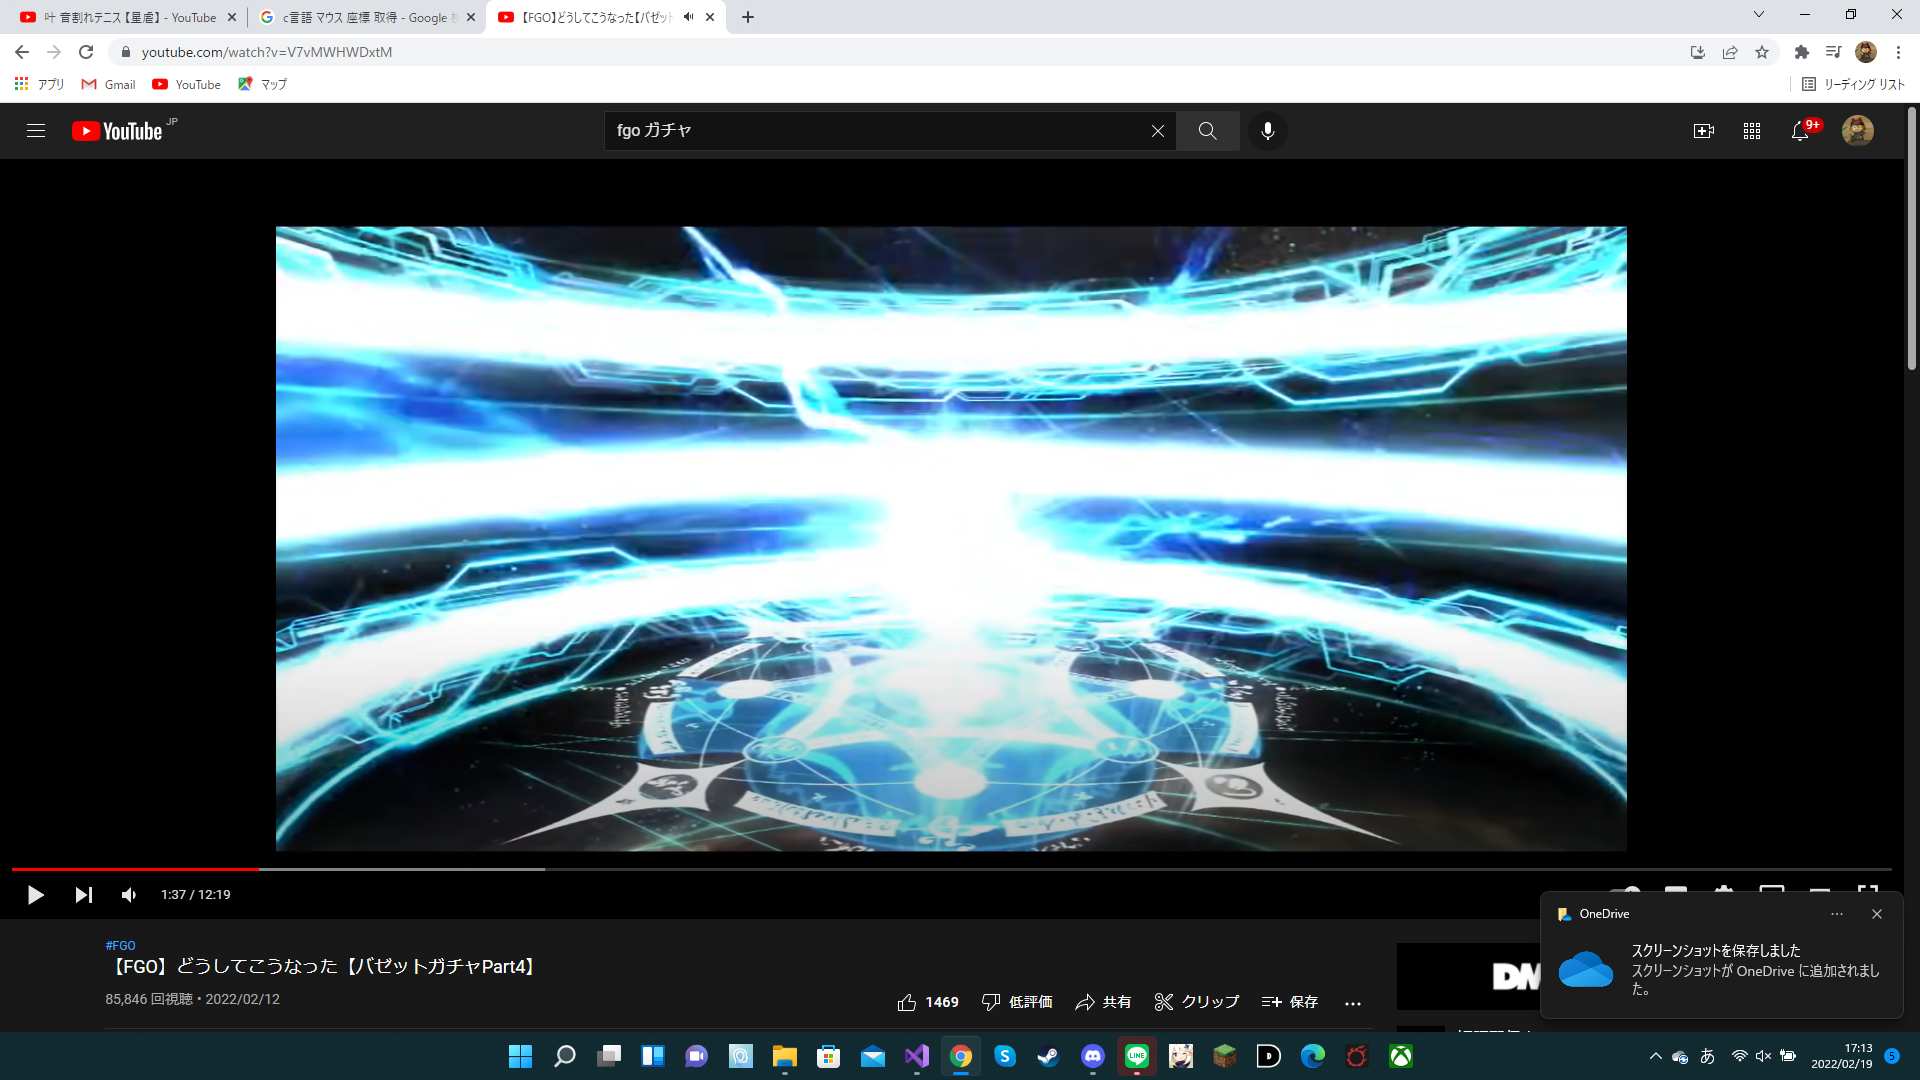 叶 音割れテニス【星虐】 - YouTube
c言語 マウス 座標 取得 - Google
【FGO】どうしてこうなった【バゼット
youtube.com/watch?v=V7vMWHWDxtM
アプリ
Gmail
YouTube
マップ
リーディング リスト
YouTube JP
fgo ガチャ
9+
1:37 / 12:19
#FGO
【FGO】どうしてこうなった【バゼットガチャPart4】
85,846 回視聴・2022/02/12
1469
低評価
共有
クリップ
保存
DM
OneDrive
スクリーンショットを保存しました
スクリーンショットが OneDrive に追加されまし
た。
LINE
あ
17:13
2022/02/19
5